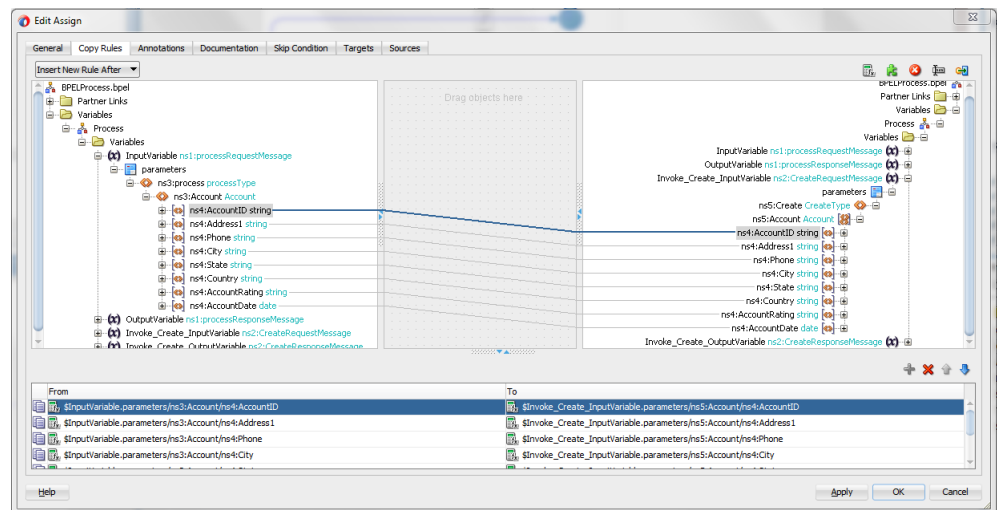 Edit Assign
General Copy Rules Annotations Documentation Skip Condition Targets Sources
Insert New Rule After
BPELProcess.bpel
Partner Links
Variables
Process
Variables
InputVariable ns1:processRequestMessage
parameters
ns3:process processType
ns3:Account Account
ns4:AccountID string
ns4:Address1 string
ns4:Phone string
ns4:City string
ns4:State string
ns4:Country string
ns4:AccountRating string
ns4:AccountDate date
OutputVariable ns1:processResponseMessage
Invoke_Create_InputVariable ns2:CreateRequestMessage
Invoke_Create_OutputVariable ns2:CreateResponseMessage
Drag objects here
BPELProcess.bpel
Partner Links
Variables
Process
Variables
InputVariable ns1:processRequestMessage
OutputVariable ns1:processResponseMessage
Invoke_Create_InputVariable ns2:CreateRequestMessage
parameters
ns5:Create CreateType
ns5:Account Account
ns4:AccountID string
ns4:Address1 string
ns4:Phone string
ns4:City string
ns4:State string
ns4:Country string
ns4:AccountRating string
ns4:AccountDate date
Invoke_Create_OutputVariable ns2:CreateResponseMessage
From To
$InputVariable.parameters/ns3:Account/ns4:AccountID $Invoke_Create_InputVariable.parameters/ns5:Account/ns4:AccountID
$InputVariable.parameters/ns3:Account/ns4:Address1 $Invoke_Create_InputVariable.parameters/ns5:Account/ns4:Address1
$InputVariable.parameters/ns3:Account/ns4:Phone $Invoke_Create_InputVariable.parameters/ns5:Account/ns4:Phone
$InputVariable.parameters/ns3:Account/ns4:City $Invoke_Create_InputVariable.parameters/ns5:Account/ns4:City
Help Apply OK Cancel